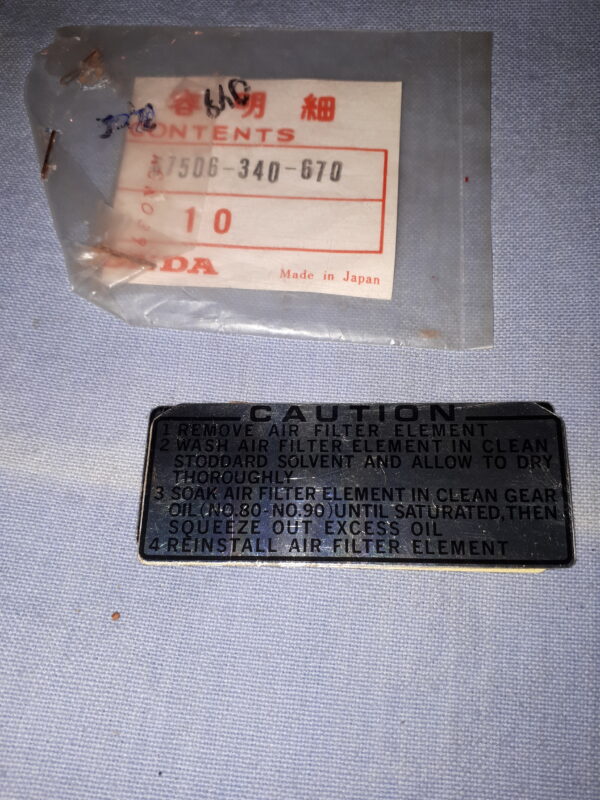 容明細
CONTENTS
7506-340-670
10
Made in Japan
CAUTION
1 REMOVE AIR FILTER ELEMENT
2 WASH AIR FILTER ELEMENT IN CLEAN
STODDARD SOLVENT AND ALLOW TO DRY
THOROUGHLY
3 SOAK AIR FILTER ELEMENT IN CLEAN GEAR
OIL(NO.80-NO.90)UNTIL SATURATED,THEN
SQUEEZE OUT EXCESS OIL
4 REINSTALL AIR FILTER ELEMENT